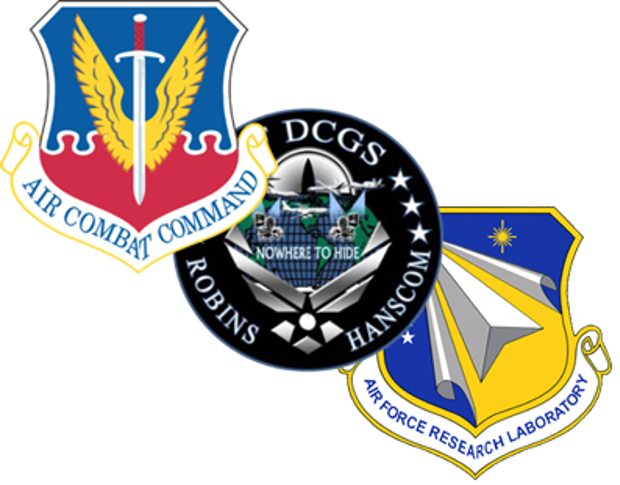 AIR COMBAT COMMAND
DCGS
NOWHERE TO HIDE
ROBINS
HANSCOM
AIR FORCE RESEARCH LABORATORY